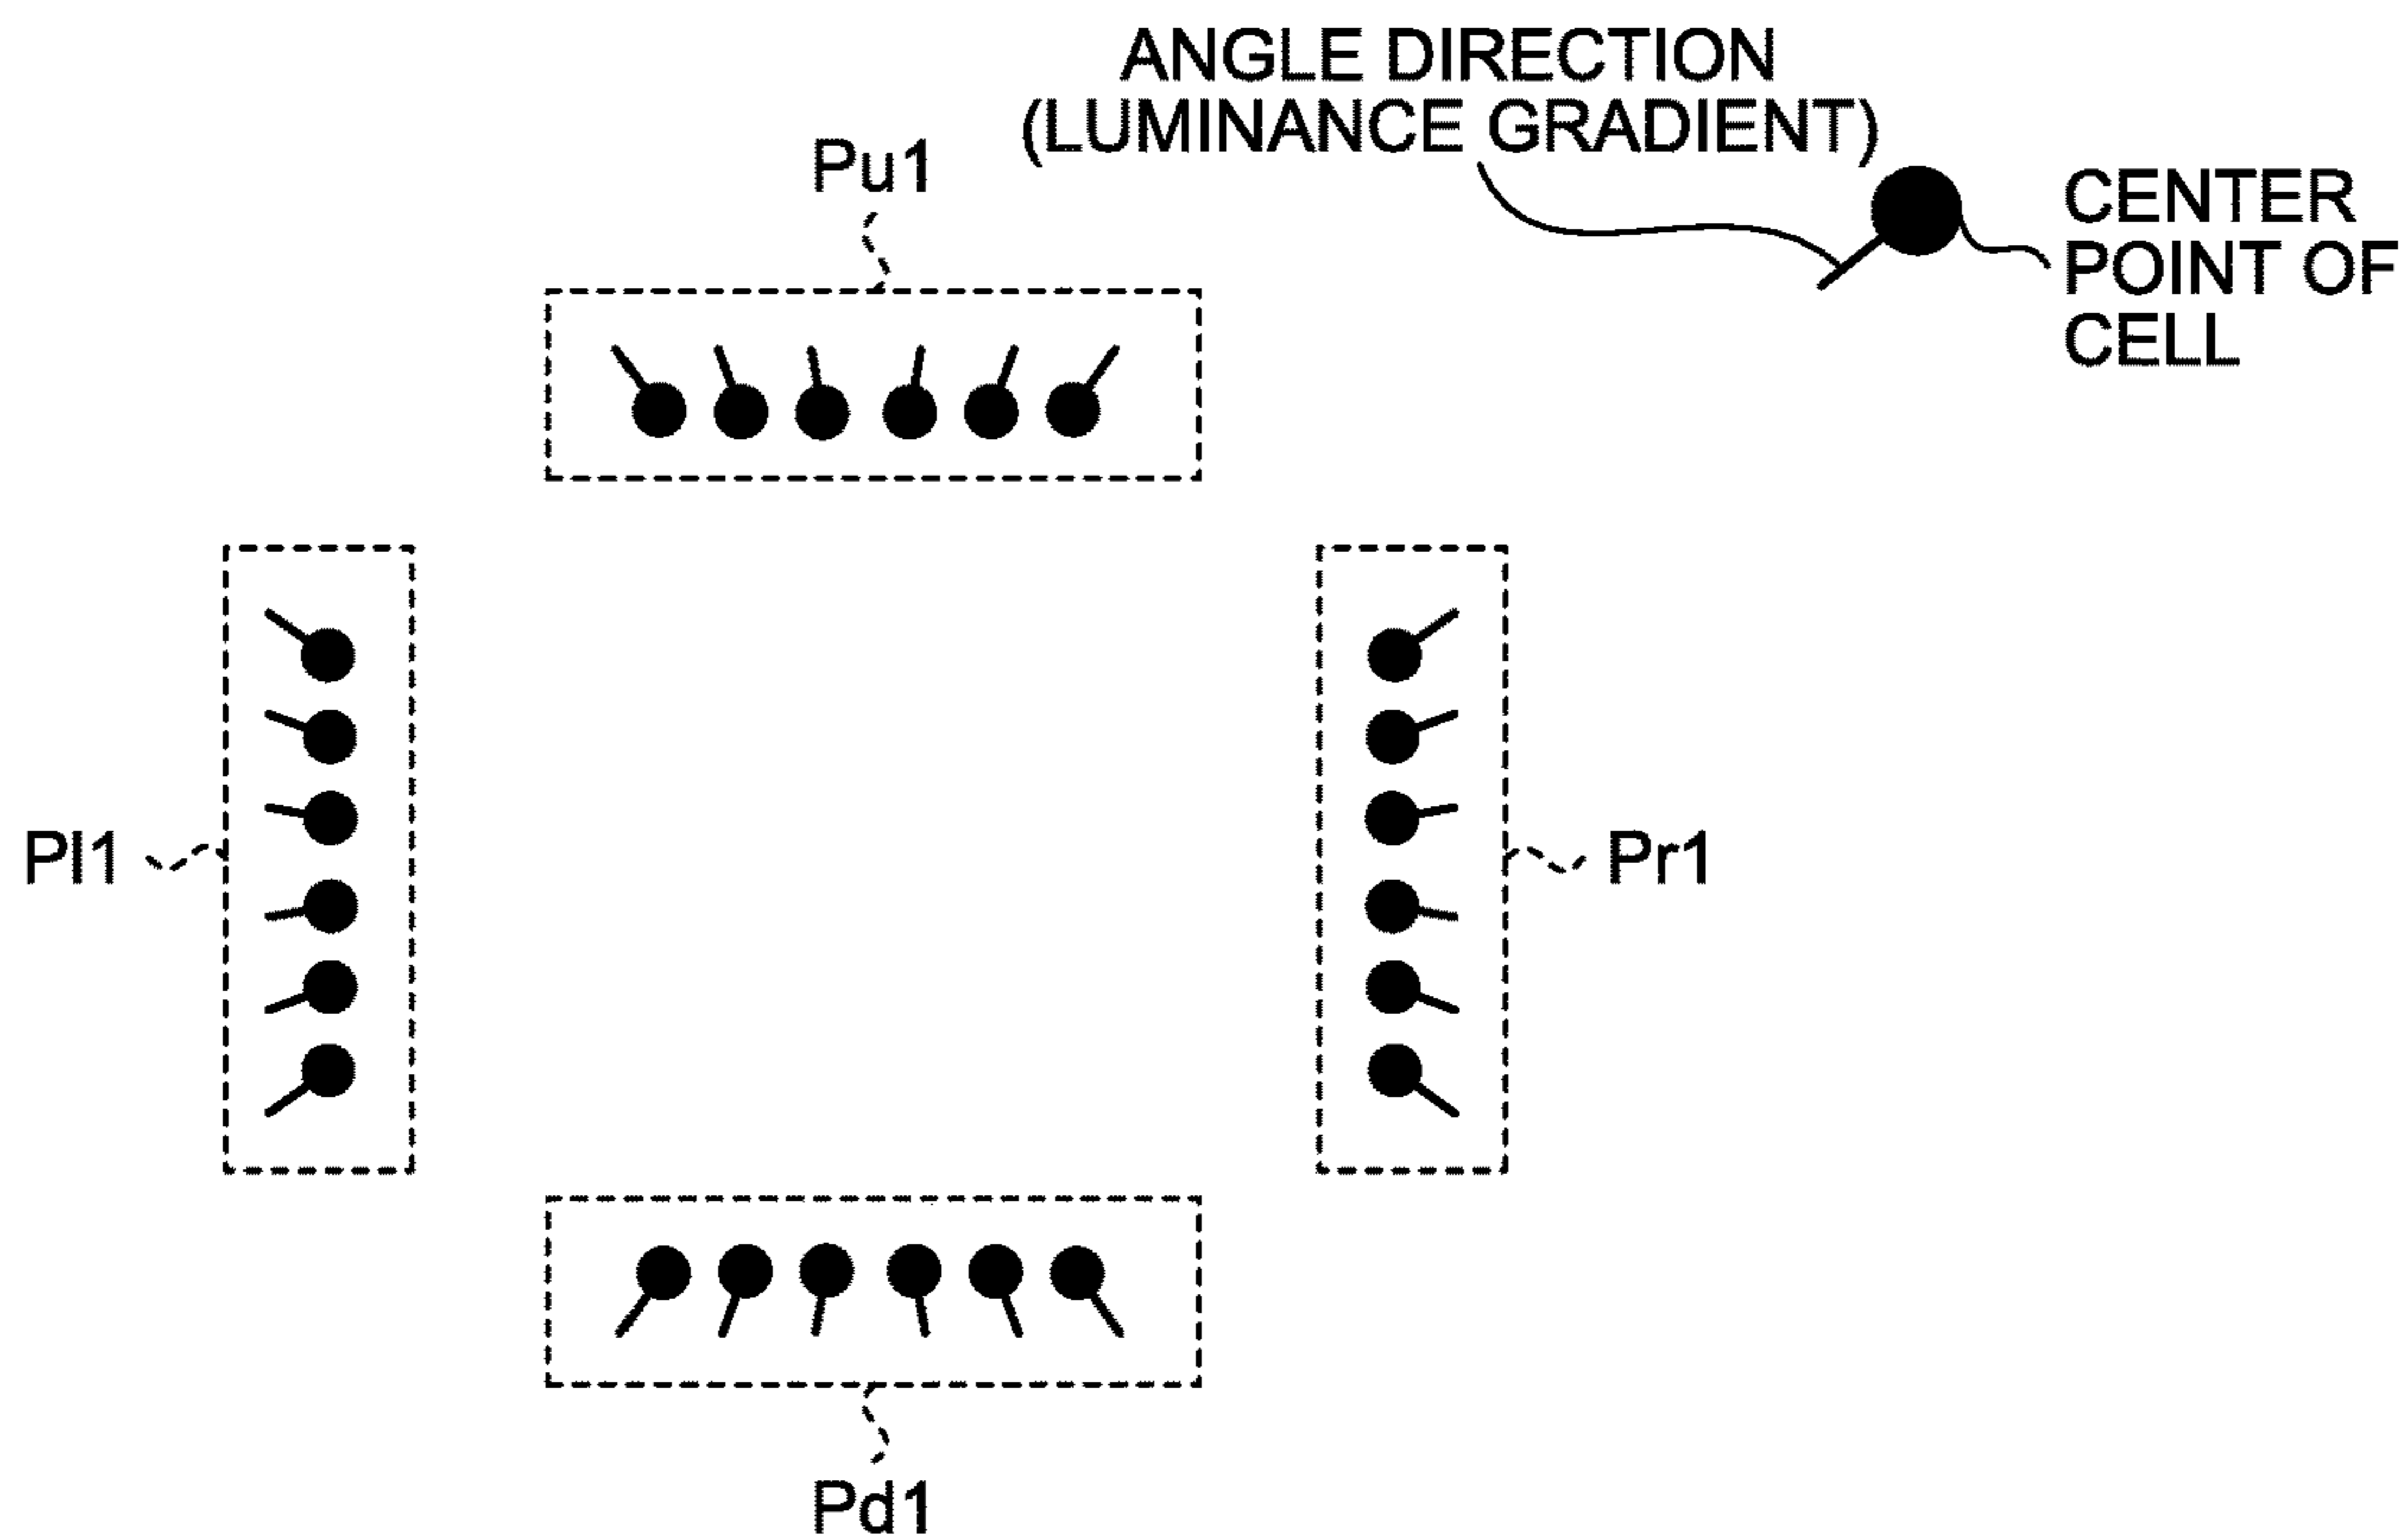 ANGLE DIRECTION
(LUMINANCE GRADIENT)
CENTER
POINT OF
CELL
Pu1
Pl1
Pr1
Pd1